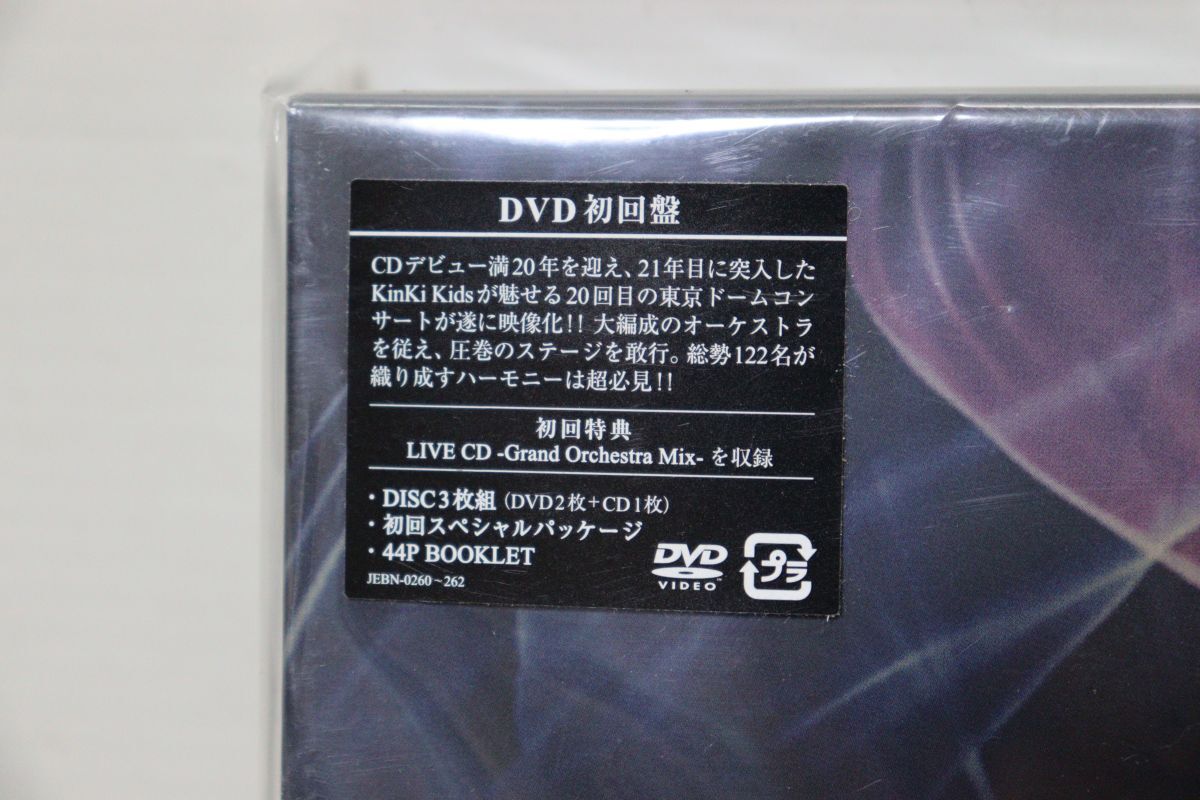 DVD 初回盤
CDデビュー満20年を迎え、21年目に突入した
KinKi Kidsが魅せる20回目の東京ドームコン
サートが遂に映像化!! 大編成のオーケストラ
を従え、圧巻のステージを敢行。総勢122名が
織り成すハーモニーは超必見!!
初回特典
LIVE CD -Grand Orchestra Mix- を収録
・DISC3枚組（DVD2枚+CD1枚）
・初回スペシャルパッケージ
・44P BOOKLET
JEBN-0260~262
DVD
VIDEO™
プラ